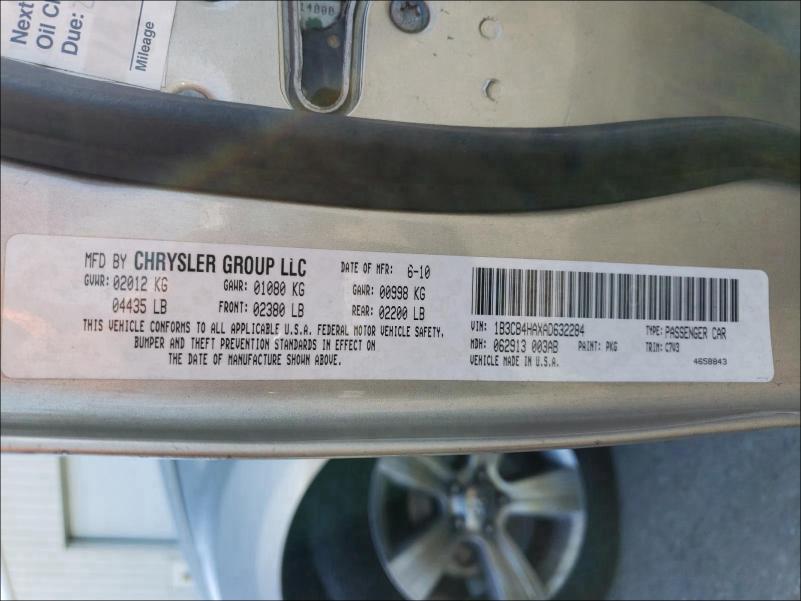 14000
Next
Oil Ch
Due:
Mileage
MFD BY CHRYSLER GROUP LLC
DATE OF MFR: 6-10
GVWR: 02012 KG
GAWR: 01080 KG
GAWR: 00998 KG
04435 LB
FRONT: 02380 LB
REAR: 02200 LB
THIS VEHICLE CONFORMS TO ALL APPLICABLE U.S.A. FEDERAL MOTOR VEHICLE SAFETY,
BUMPER AND THEFT PREVENTION STANDARDS IN EFFECT ON
THE DATE OF MANUFACTURE SHOWN ABOVE.
VIN: 1B3CB4HAXAD632284
TYPE: PASSENGER CAR
MDH: 062913 003AB
PAINT: PKG
TRIM: C7V3
VEHICLE MADE IN U.S.A.
4658843